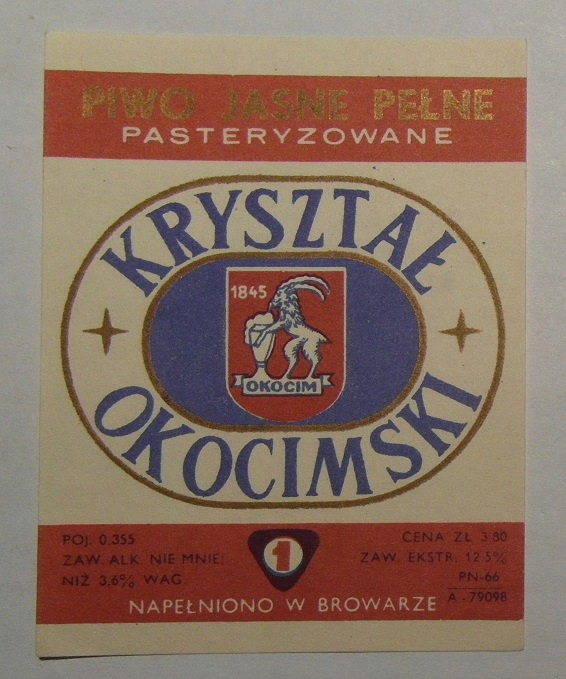 PIWO JASNE PEŁNE
PASTERYZOWANE
KRYSZTAŁ
1845
OKOCIM
OKOCIMSKI
POJ. 0,355
ZAW. ALK. NIE MNIEJ
NIŻ 3,6% WAG.
1
CENA ZŁ 3.80
ZAW. EKSTR. 12.5%
PN-66
A-79098
NAPEŁNIONO W BROWARZE